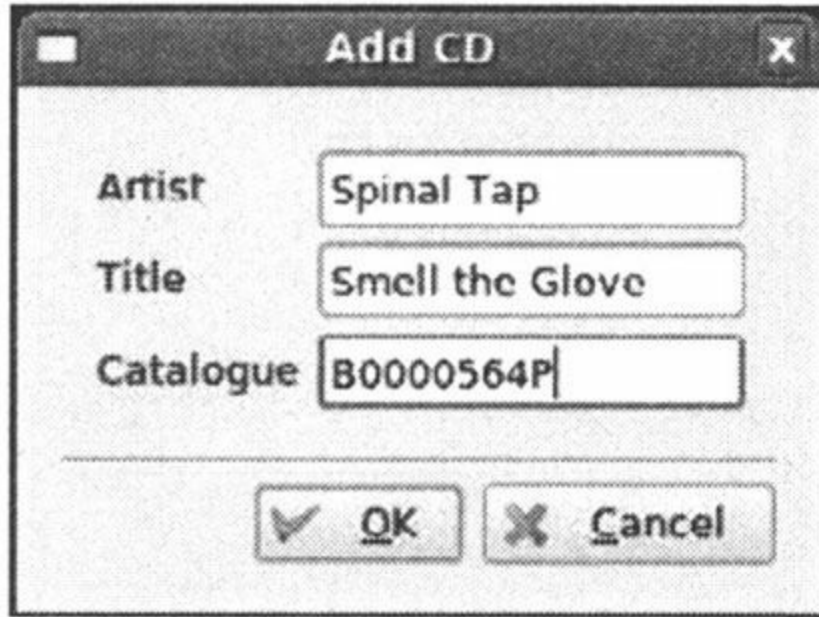 Add CD
Artist Spinal Tap
Title Smell the Glove
Catalogue B0000564P
OK Cancel